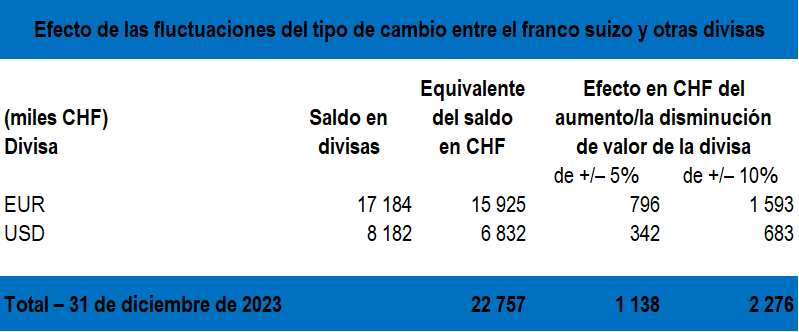 Efecto de las fluctuaciones del tipo de cambio entre el franco suizo y otras divisas
Equivalente Efecto en CHF del
(miles CHF) Saldo en del saldo aumento/la disminución
Divisa divisas en CHF de valor de la divisa
de +/– 5% de +/– 10%
EUR 17 184 15 925 796 1 593
USD 8 182 6 832 342 683
Total – 31 de diciembre de 2023 22 757 1 138 2 276